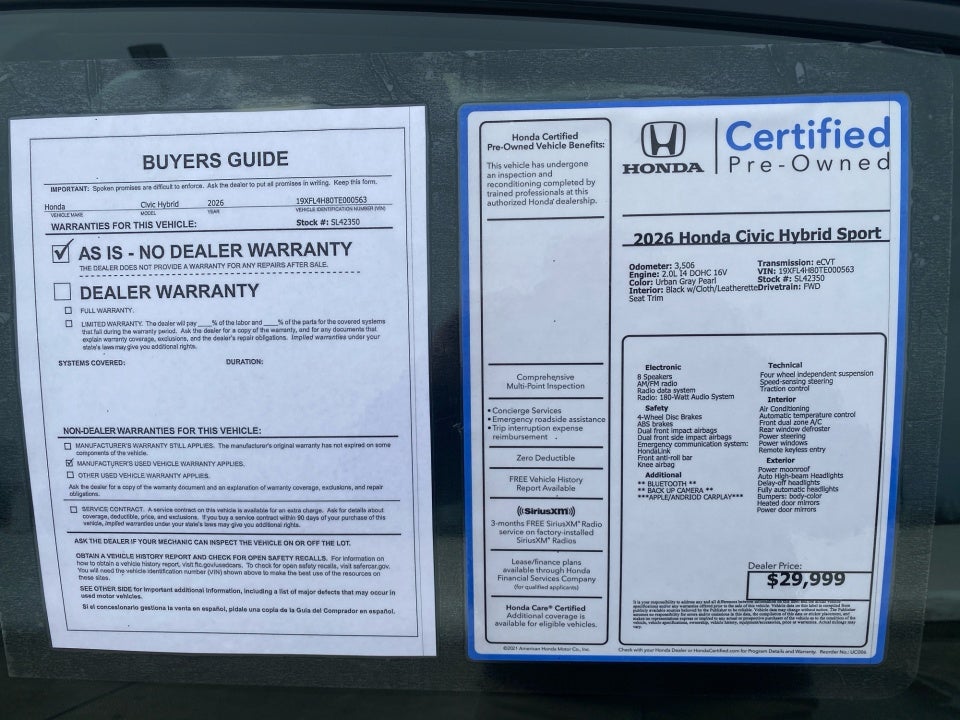 BUYERS GUIDE
IMPORTANT: Spoken promises are difficult to enforce. Ask the dealer to put all promises in writing. Keep this form.
Honda Civic Hybrid 2026 19XFL4H80TE000563
VEHICLE MAKE MODEL YEAR VEHICLE IDENTIFICATION NUMBER (VIN)
WARRANTIES FOR THIS VEHICLE: Stock #: SL42350
AS IS - NO DEALER WARRANTY
THE DEALER DOES NOT PROVIDE A WARRANTY FOR ANY REPAIRS AFTER SALE.
DEALER WARRANTY
FULL WARRANTY.
LIMITED WARRANTY. The dealer will pay ____% of the labor and ____% of the parts for the covered systems
that fail during the warranty period. Ask the dealer for a copy of the warranty, and for any documents that
explain warranty coverage, exclusions, and the dealer's repair obligations. Implied warranties under your
state's laws may give you additional rights.
SYSTEMS COVERED: DURATION:
NON-DEALER WARRANTIES FOR THIS VEHICLE:
MANUFACTURER'S WARRANTY STILL APPLIES. The manufacturer's original warranty has not expired on some
components of the vehicle.
MANUFACTURER'S USED VEHICLE WARRANTY APPLIES.
OTHER USED VEHICLE WARRANTY APPLIES.
Ask the dealer for a copy of the warranty document and an explanation of warranty coverage, exclusions, and repair
obligations.
SERVICE CONTRACT. A service contract on this vehicle is available for an extra charge. Ask for details about
coverage, deductible, price, and exclusions. If you buy a service contract within 90 days of your purchase of this
vehicle, implied warranties under your state's laws may give you additional rights.
ASK THE DEALER IF YOUR MECHANIC CAN INSPECT THE VEHICLE ON OR OFF THE LOT.
OBTAIN A VEHICLE HISTORY REPORT AND CHECK FOR OPEN SAFETY RECALLS. For information on
how to obtain a vehicle history report, visit ftc.gov/usedcars. To check for open safety recalls, visit safercar.gov.
You will need the vehicle identification number (VIN) shown above to make the best use of the resources on
these sites.
SEE OTHER SIDE for important additional information, including a list of major defects that may occur in
used motor vehicles.
Si el concesionario gestiona la venta en español, pídale una copia de la Guía del Comprador en español.
Honda Certified
Pre-Owned Vehicle Benefits:
This vehicle has undergone
an inspection and
reconditioning completed by
trained professionals at this
authorized Honda dealership.
Comprehensive
Multi-Point Inspection
• Concierge Services
• Emergency roadside assistance
• Trip interruption expense
reimbursement
Zero Deductible
FREE Vehicle History
Report Available
SiriusXM
3-months FREE SiriusXM® Radio
service on factory-installed
SiriusXM® Radios
Lease/finance plans
available through Honda
Financial Services Company
(for qualified applicants)
Honda Care® Certified
Additional coverage is
available for eligible vehicles.
©2021 American Honda Motor Co., Inc.
HONDA
Certified
Pre-Owned
2026 Honda Civic Hybrid Sport
Odometer: 3,506
Engine: 2.0L I4 DOHC 16V
Color: Urban Gray Pearl
Interior: Black w/Cloth/Leatherette
Seat Trim
Transmission: eCVT
VIN: 19XFL4H80TE000563
Stock #: SL42350
Drivetrain: FWD
Electronic
8 Speakers
AM/FM radio
Radio data system
Radio: 180-Watt Audio System
Safety
4-Wheel Disc Brakes
ABS brakes
Dual front impact airbags
Dual front side impact airbags
Emergency communication system:
HondaLink
Front anti-roll bar
Knee airbag
Additional
** BLUETOOTH **
** BACK UP CAMERA **
***APPLE/ANDRIOD CARPLAY***
Technical
Four wheel independent suspension
Speed-sensing steering
Traction control
Interior
Air Conditioning
Automatic temperature control
Front dual zone A/C
Rear window defroster
Power steering
Power windows
Remote keyless entry
Exterior
Power moonroof
Auto High-beam Headlights
Delay-off headlights
Fully automatic headlights
Bumpers: body-color
Heated door mirrors
Power door mirrors
Dealer Price:
$29,999
Check with your Honda Dealer or HondaCertified.com for Program Details and Warranty. Reorder No.: UC086